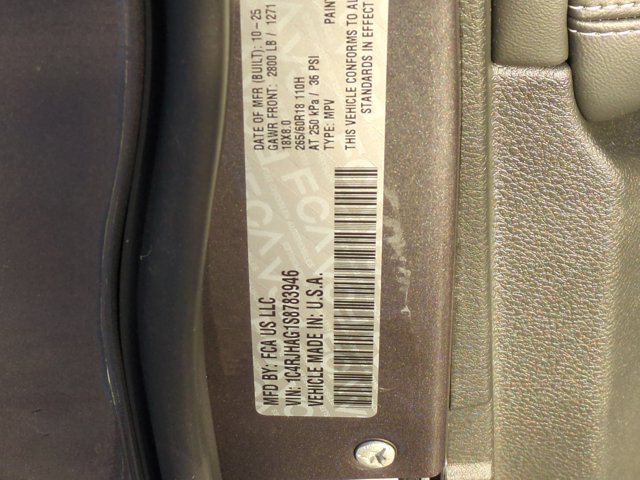 MFD BY: FCA US LLC
DATE OF MFR (BUILT): 10-25
GAWR FRONT: 2800 LB / 1271
18X8.0
265/60R18 110H
AT 250 kPa / 36 PSI
TYPE: MPV
VIN: 1C4RJHAG1S8783946
VEHICLE MADE IN: U.S.A.
PAIN
THIS VEHICLE CONFORMS TO AL
STANDARDS IN EFFECT